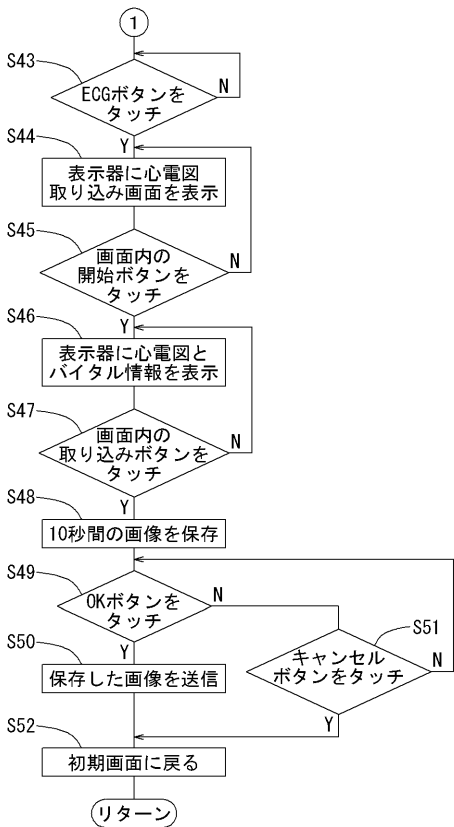 1
S43
ECGボタンを
タッチ
N
Y
S44
表示器に心電図
取り込み画面を表示
S45
画面内の
開始ボタンを
タッチ
N
Y
S46
表示器に心電図と
バイタル情報を表示
S47
画面内の
取り込みボタンを
タッチ
N
Y
S48
10秒間の画像を保存
S49
OKボタンを
タッチ
N
Y
S51
キャンセル
ボタンをタッチ
N
Y
S50
保存した画像を送信
S52
初期画面に戻る
リターン